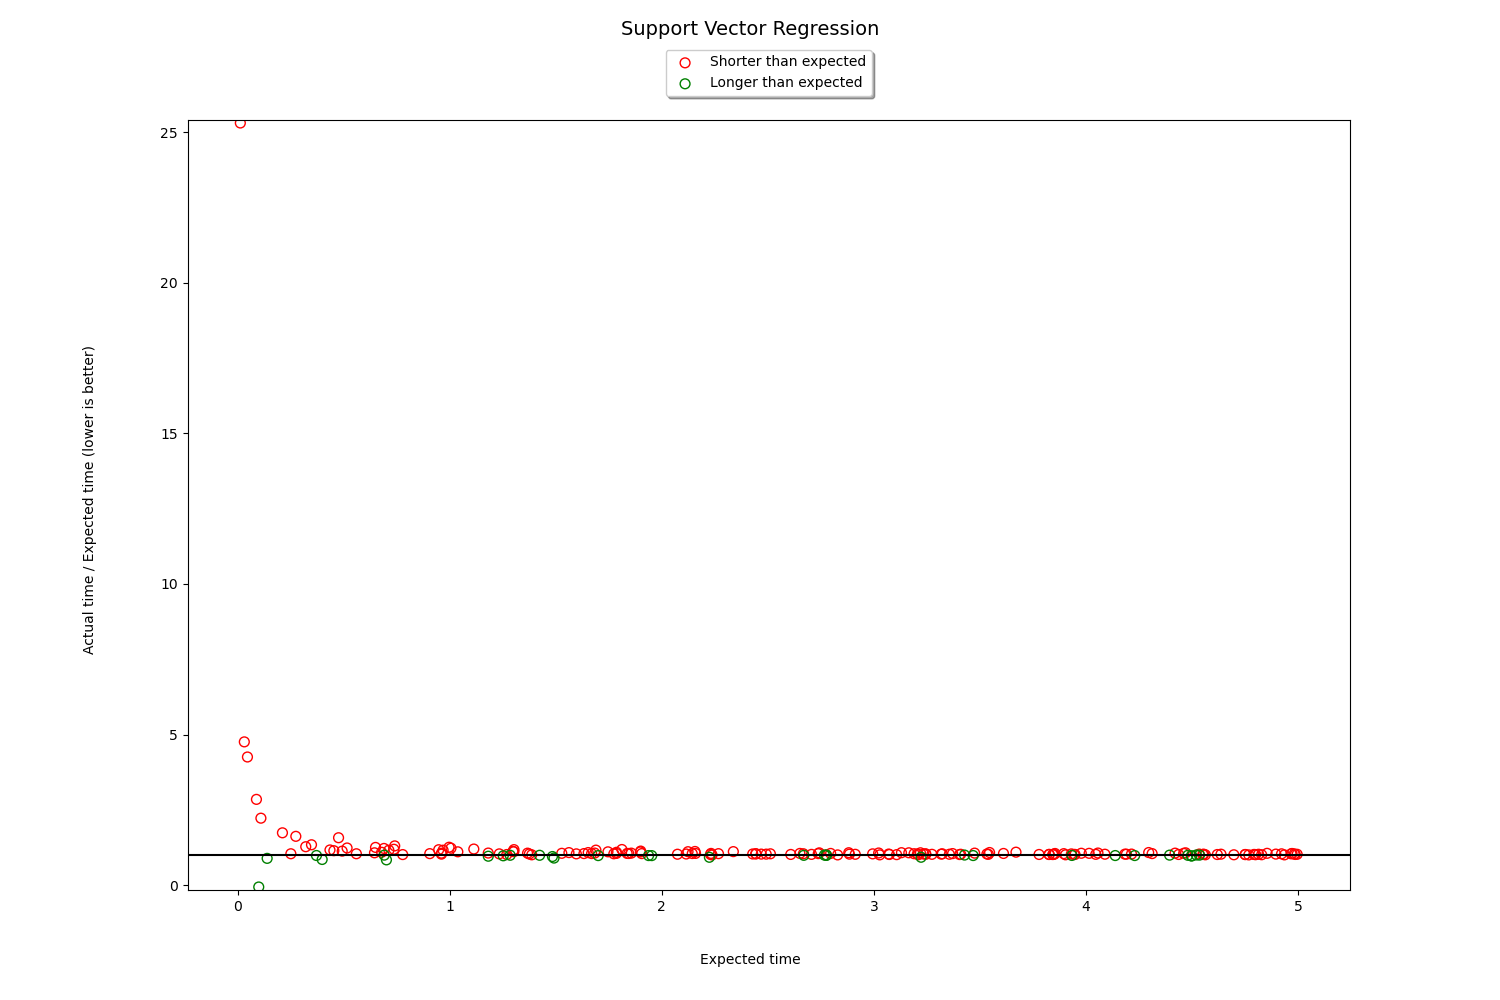 Support Vector Regression
Shorter than expected
Longer than expected
Actual time / Expected time (lower is better)
25
20
15
10
5
0
0 1 2 3 4 5
Expected time